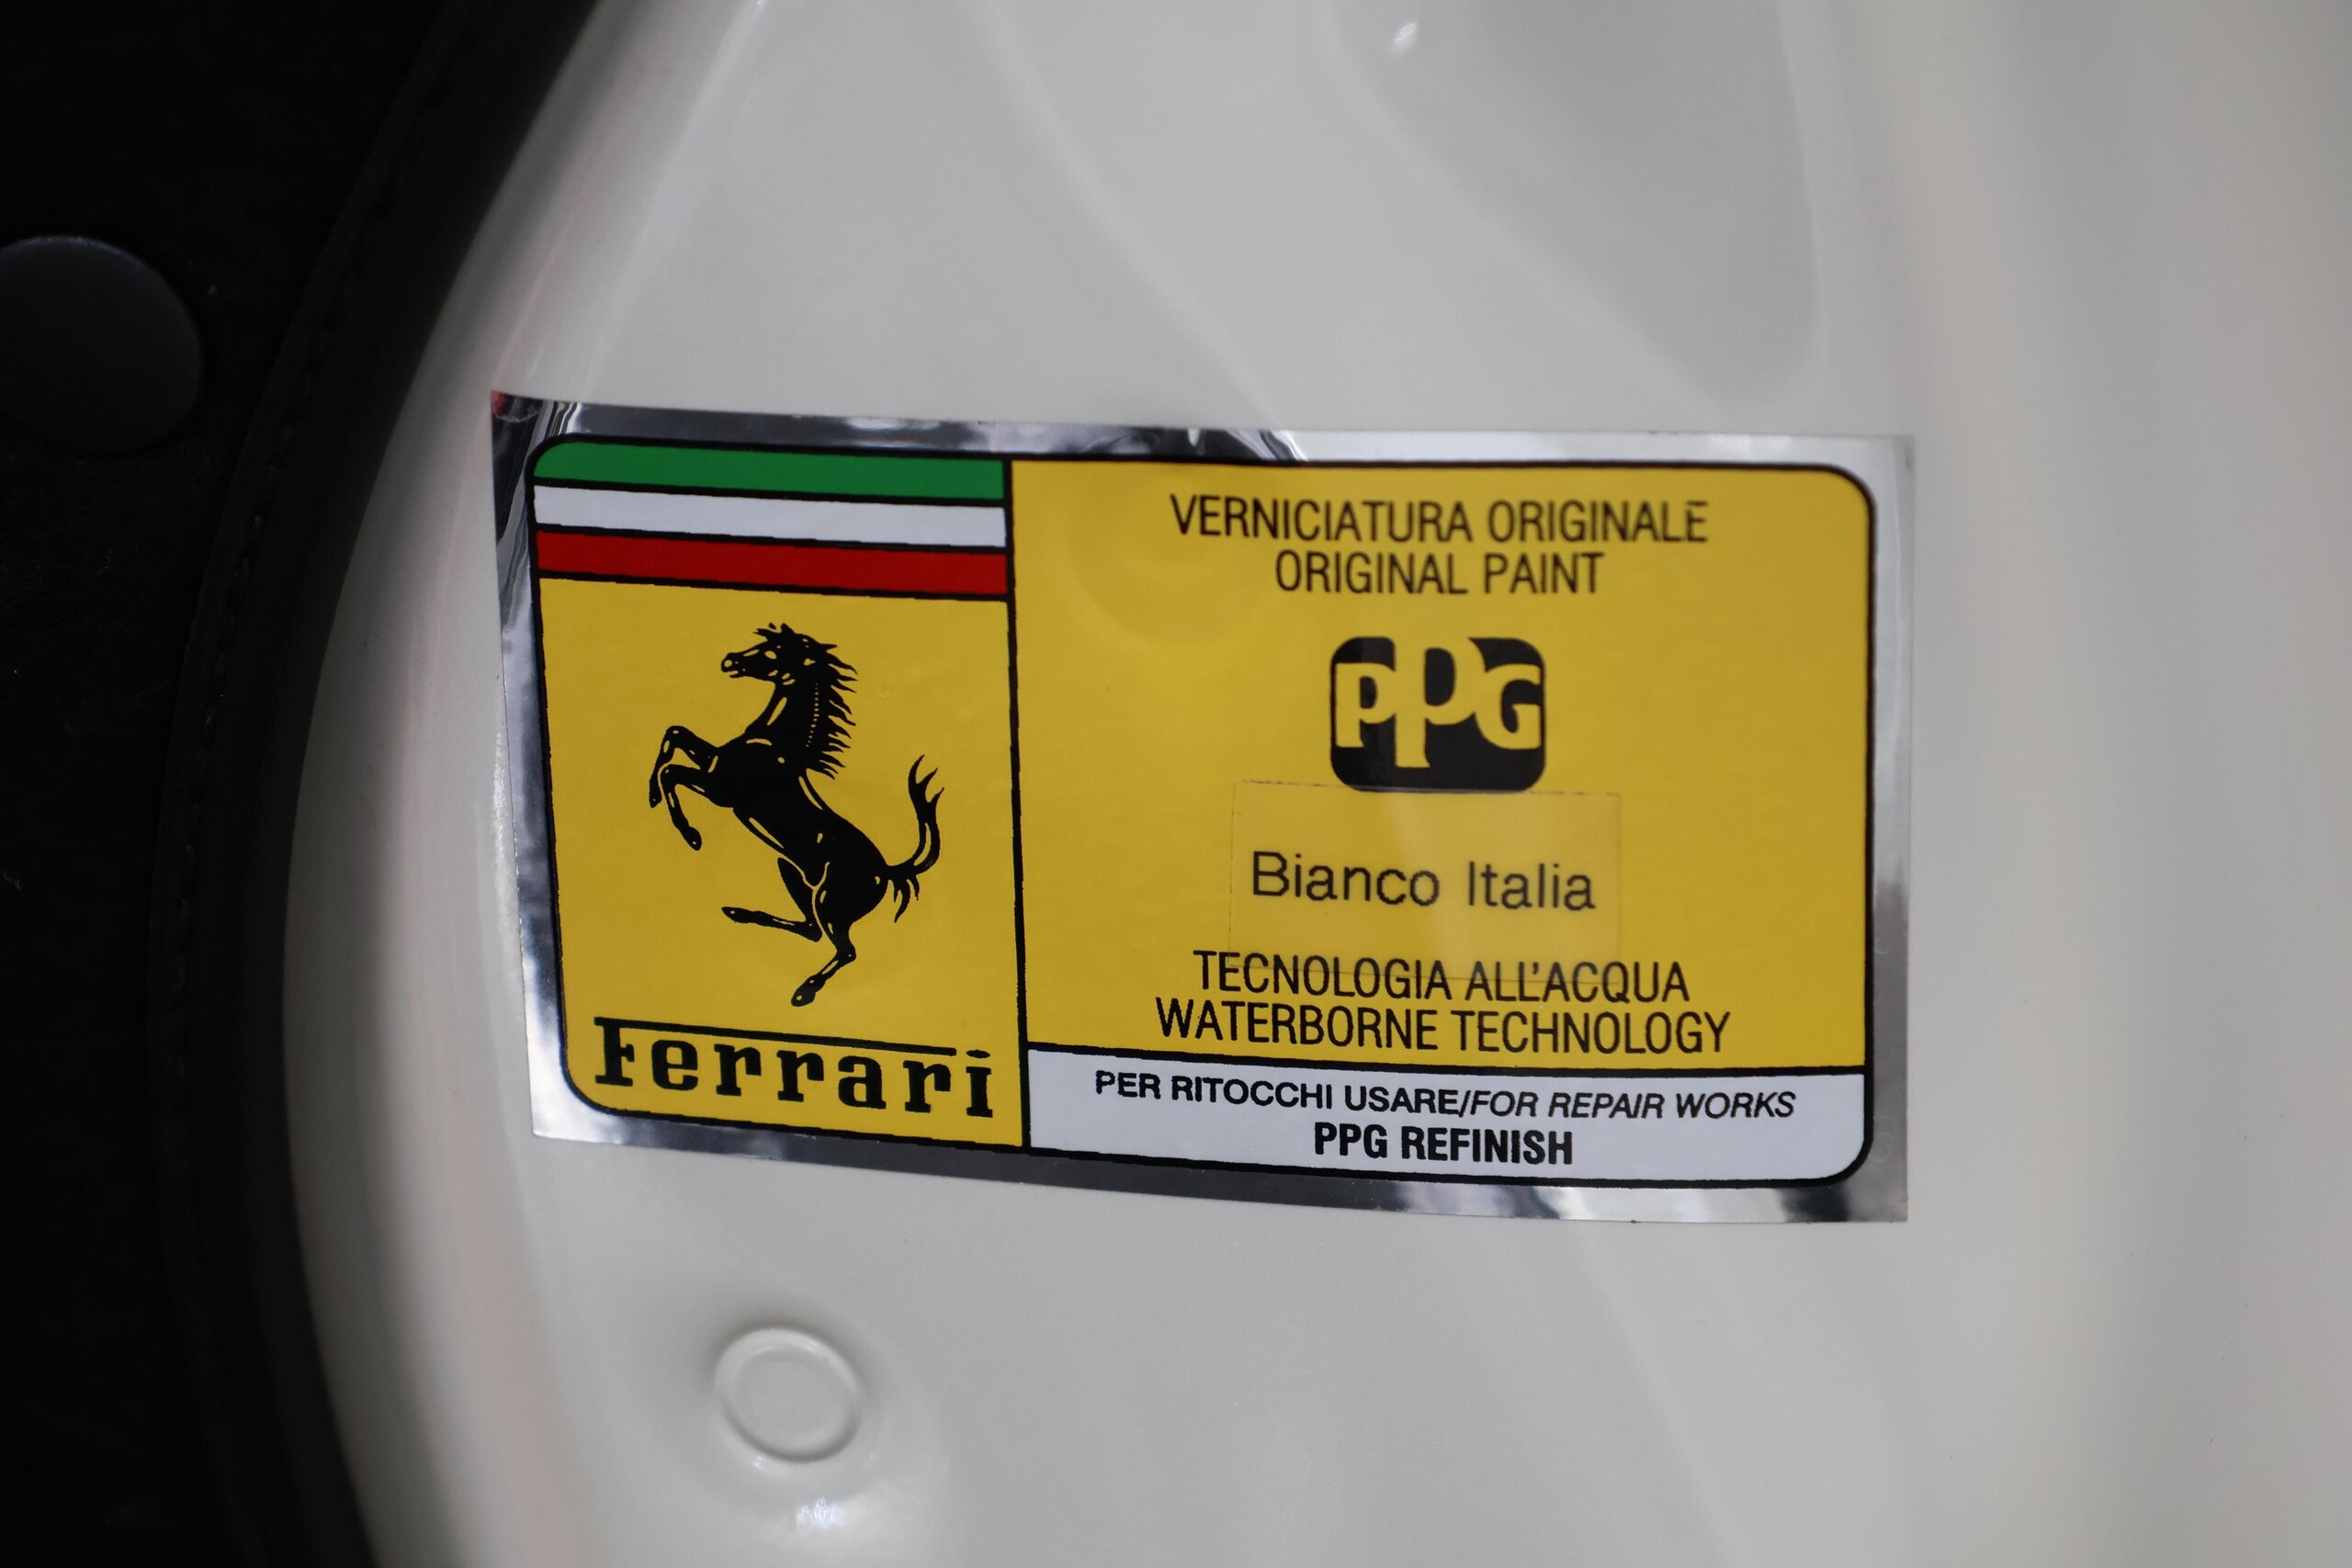 Ferrari
VERNICIATURA ORIGINALE
ORIGINAL PAINT
PPG
Bianco Italia
TECNOLOGIA ALL'ACQUA
WATERBORNE TECHNOLOGY
PER RITOCCHI USARE/FOR REPAIR WORKS
PPG REFINISH